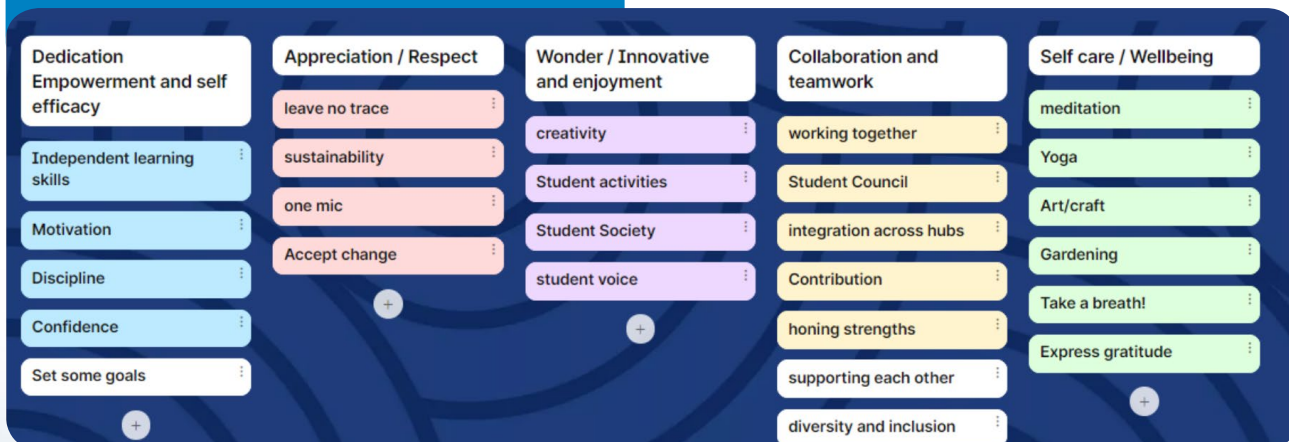 Dedication
Empowerment and self
efficacy
Independent learning
skills
Motivation
Discipline
Confidence
Set some goals
Appreciation / Respect
leave no trace
sustainability
one mic
Accept change
Wonder / Innovative
and enjoyment
creativity
Student activities
Student Society
student voice
Collaboration and
teamwork
working together
Student Council
integration across hubs
Contribution
honing strengths
supporting each other
diversity and inclusion
Self care / Wellbeing
meditation
Yoga
Art/craft
Gardening
Take a breath!
Express gratitude